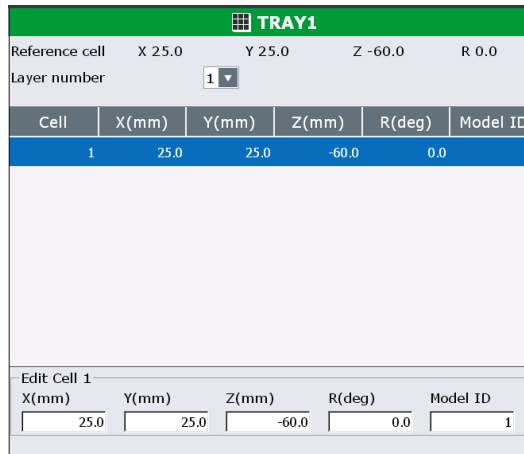 TRAY1
Reference cell X 25.0 Y 25.0 Z -60.0 R 0.0
Layer number 1
Cell X(mm) Y(mm) Z(mm) R(deg) Model ID
1 25.0 25.0 -60.0 0.0
Edit Cell 1
X(mm) Y(mm) Z(mm) R(deg) Model ID
25.0 25.0 -60.0 0.0 1